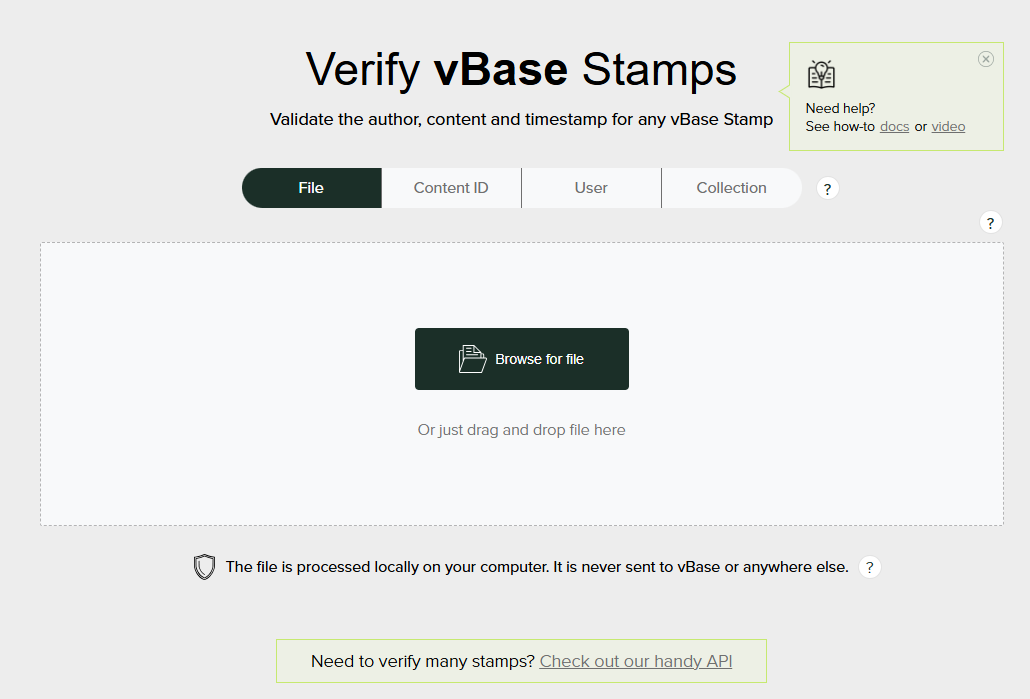 Verify vBase Stamps
Validate the author, content and timestamp for any vBase Stamp
Need help?
See how-to docs or video
File
Content ID
User
Collection
?
?
Browse for file
Or just drag and drop file here
The file is processed locally on your computer. It is never sent to vBase or anywhere else.
?
Need to verify many stamps? Check out our handy API